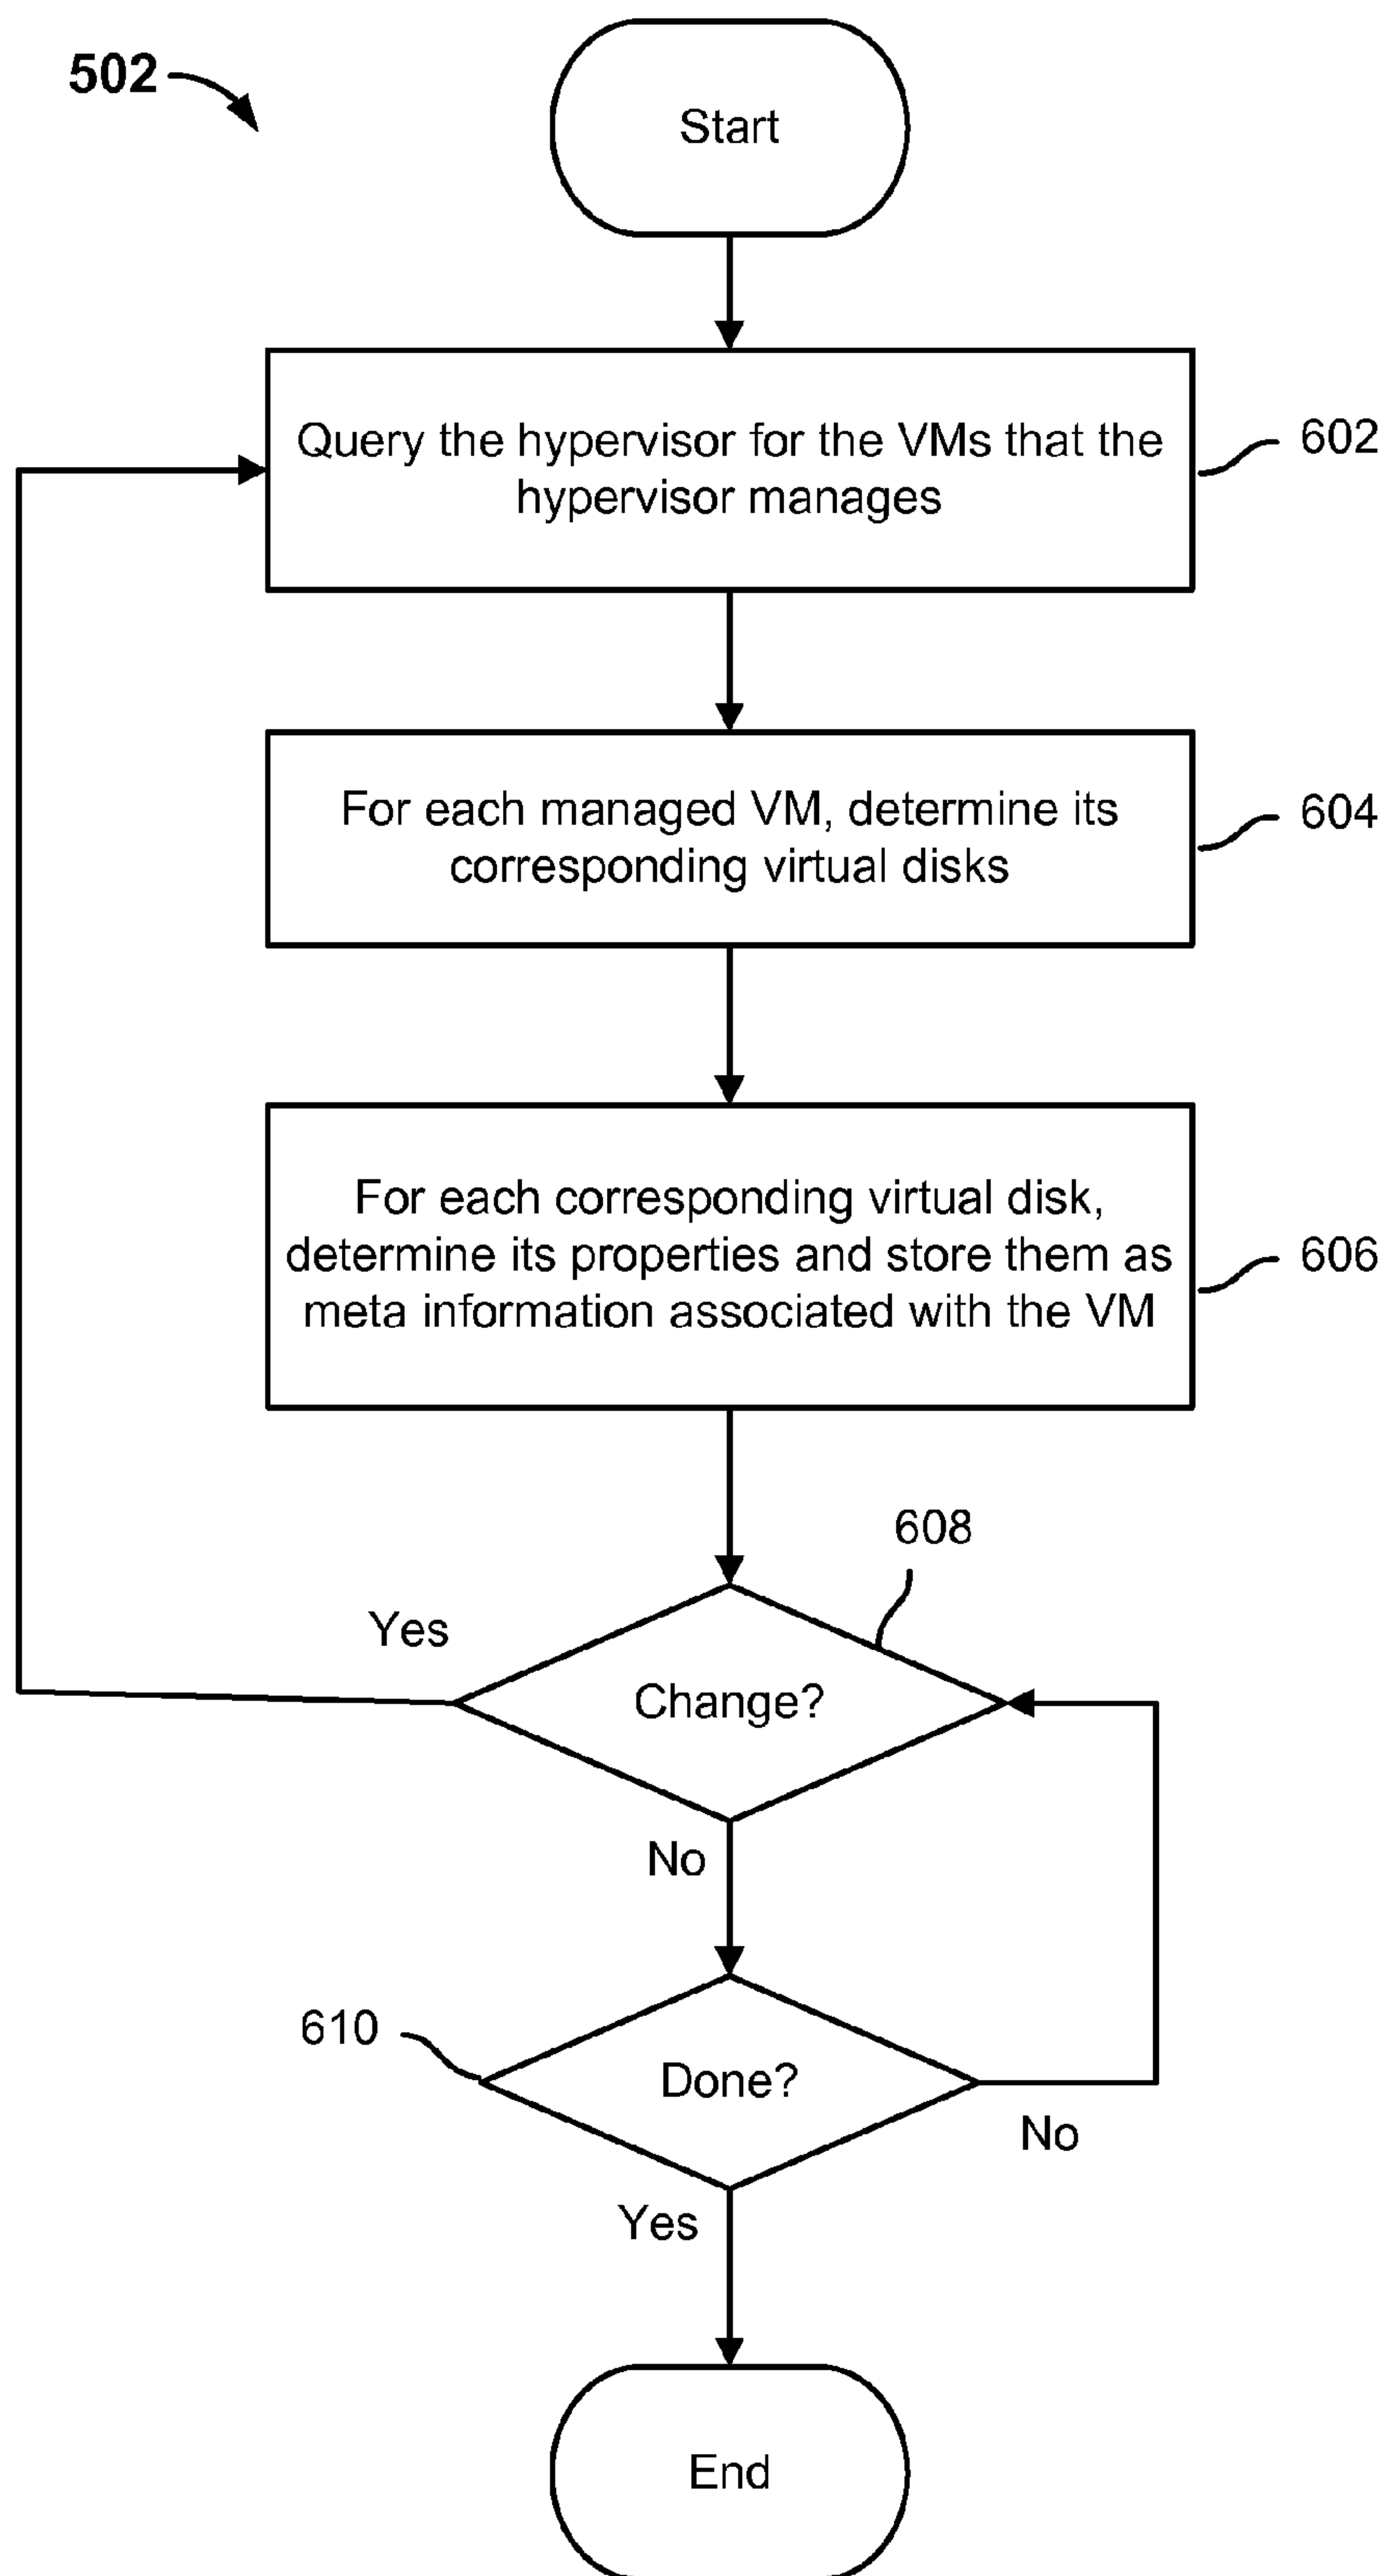 502
Start
Query the hypervisor for the VMs that the
hypervisor manages
602
For each managed VM, determine its
corresponding virtual disks
604
For each corresponding virtual disk,
determine its properties and store them as
meta information associated with the VM
606
608
Yes
Change?
No
610
Done?
No
Yes
End